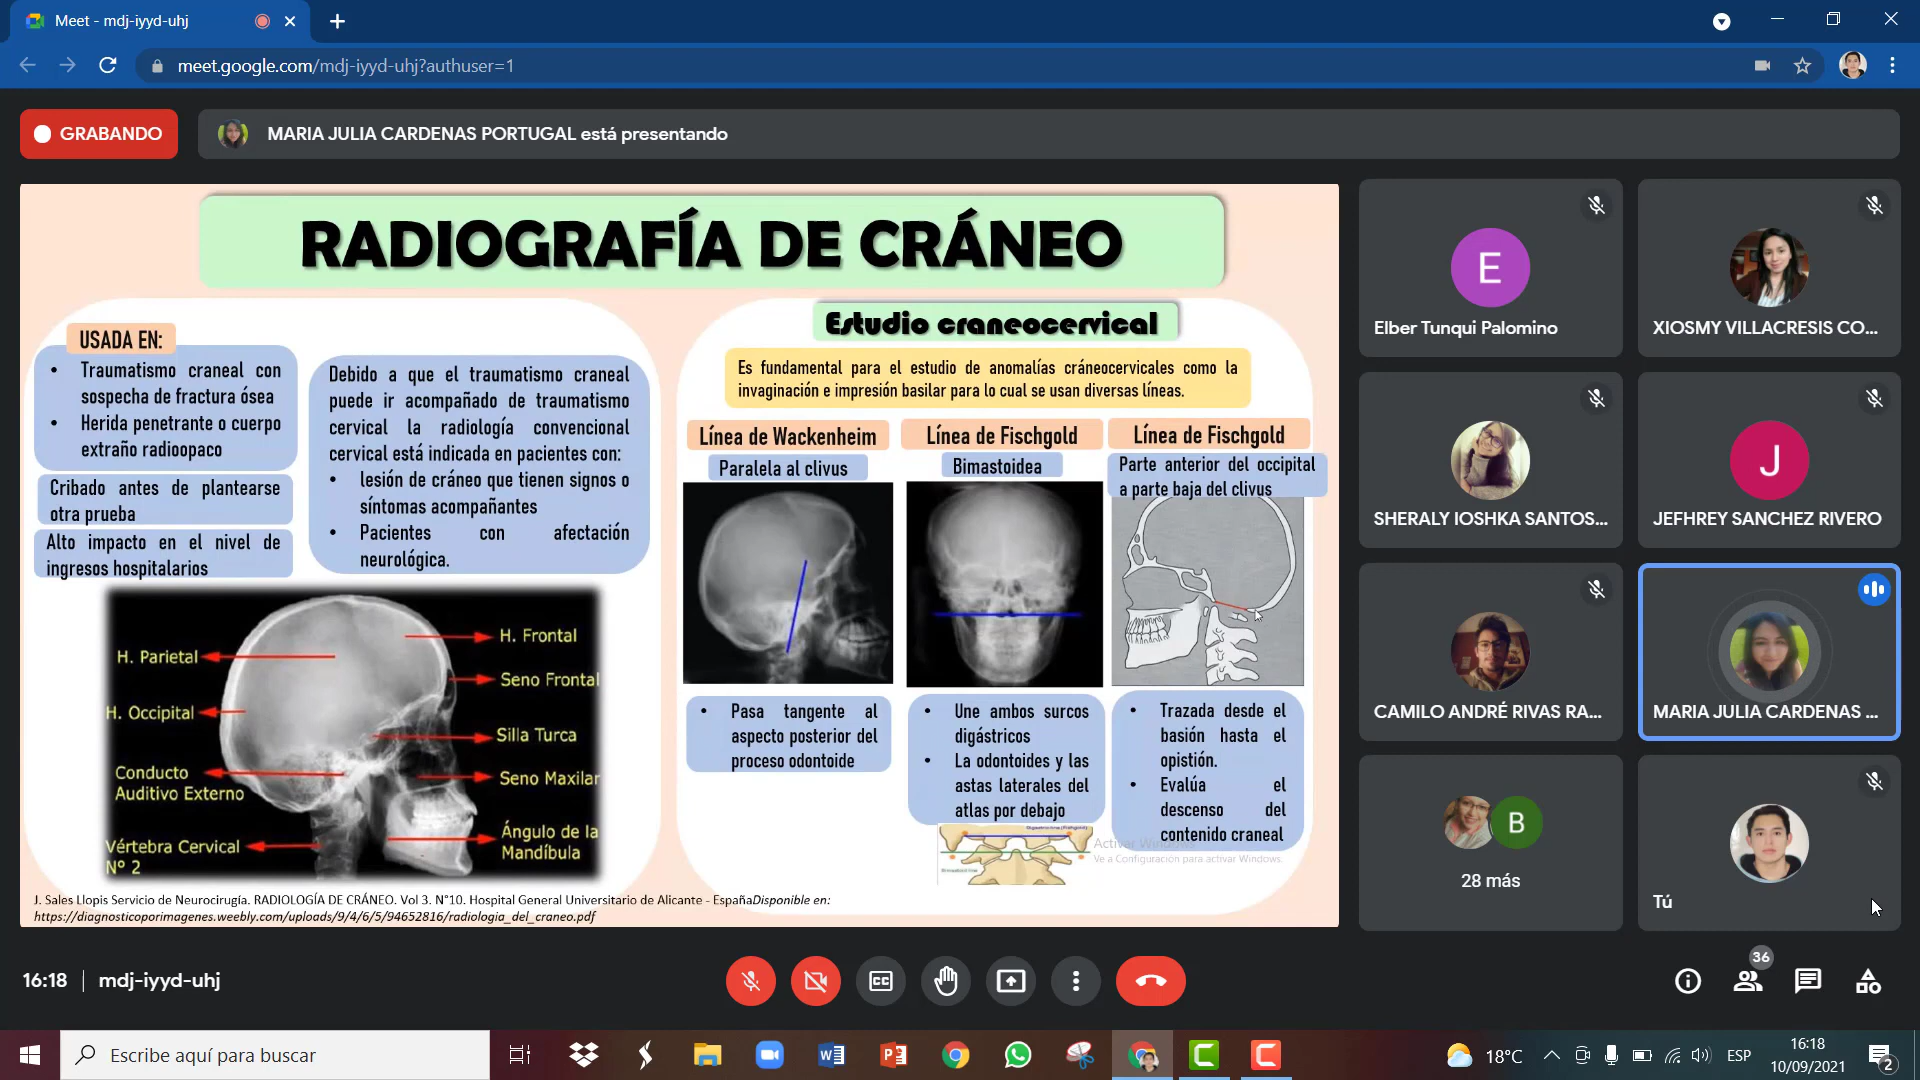 Meet - mdj-iyyd-uhj
meet.google.com/mdj-iyyd-uhj?authuser=1
GRABANDO
MARIA JULIA CARDENAS PORTUGAL está presentando
RADIOGRAFÍA DE CRÁNEO
USADA EN:
• Traumatismo craneal con
sospecha de fractura ósea
• Herida penetrante o cuerpo
extraño radioopaco
Cribado antes de plantearse
otra prueba
Alto impacto en el nivel de
ingresos hospitalarios
Debido a que el traumatismo craneal
puede ir acompañado de traumatismo
cervical la radiología convencional
cervical está indicada en pacientes con:
• lesión de cráneo que tienen signos o
síntomas acompañantes
• Pacientes con afectación
neurológica.
H. Parietal
H. Occipital
Conducto
Auditivo Externo
Vértebra Cervical
Nº 2
H. Frontal
Seno Frontal
Silla Turca
Seno Maxilar
Ángulo de la
Mandíbula
Estudio craneocervical
Es fundamental para el estudio de anomalías cráneocervicales como la
invaginación e impresión basilar para lo cual se usan diversas líneas.
Línea de Wackenheim
Paralela al clivus
• Pasa tangente al
aspecto posterior del
proceso odontoide
Línea de Fischgold
Bimastoidea
• Une ambos surcos
digástricos
• La odontoides y las
astas laterales del
atlas por debajo
Línea de Fischgold
Parte anterior del occipital
a parte baja del clivus
• Trazada desde el
basión hasta el
opistión.
• Evalúa el
descenso del
contenido craneal
Activar Windows
Ve a Configuración para activar Windows.
J. Sales Llopis Servicio de Neurocirugía. RADIOLOGÍA DE CRÁNEO. Vol 3. N°10. Hospital General Universitario de Alicante - EspañaDisponible en:
https://diagnosticoporimagenes.weebly.com/uploads/9/4/6/5/94652816/radiologia_del_craneo.pdf
E
Elber Tunqui Palomino
XIOSMY VILLACRESIS CO...
SHERALY IOSHKA SANTOS...
J
JEFHREY SANCHEZ RIVERO
CAMILO ANDRÉ RIVAS RA...
MARIA JULIA CARDENAS ...
B
28 más
Tú
16:18 | mdj-iyyd-uhj
CC
36
Escribe aquí para buscar
18°C
ESP
16:18
10/09/2021
2